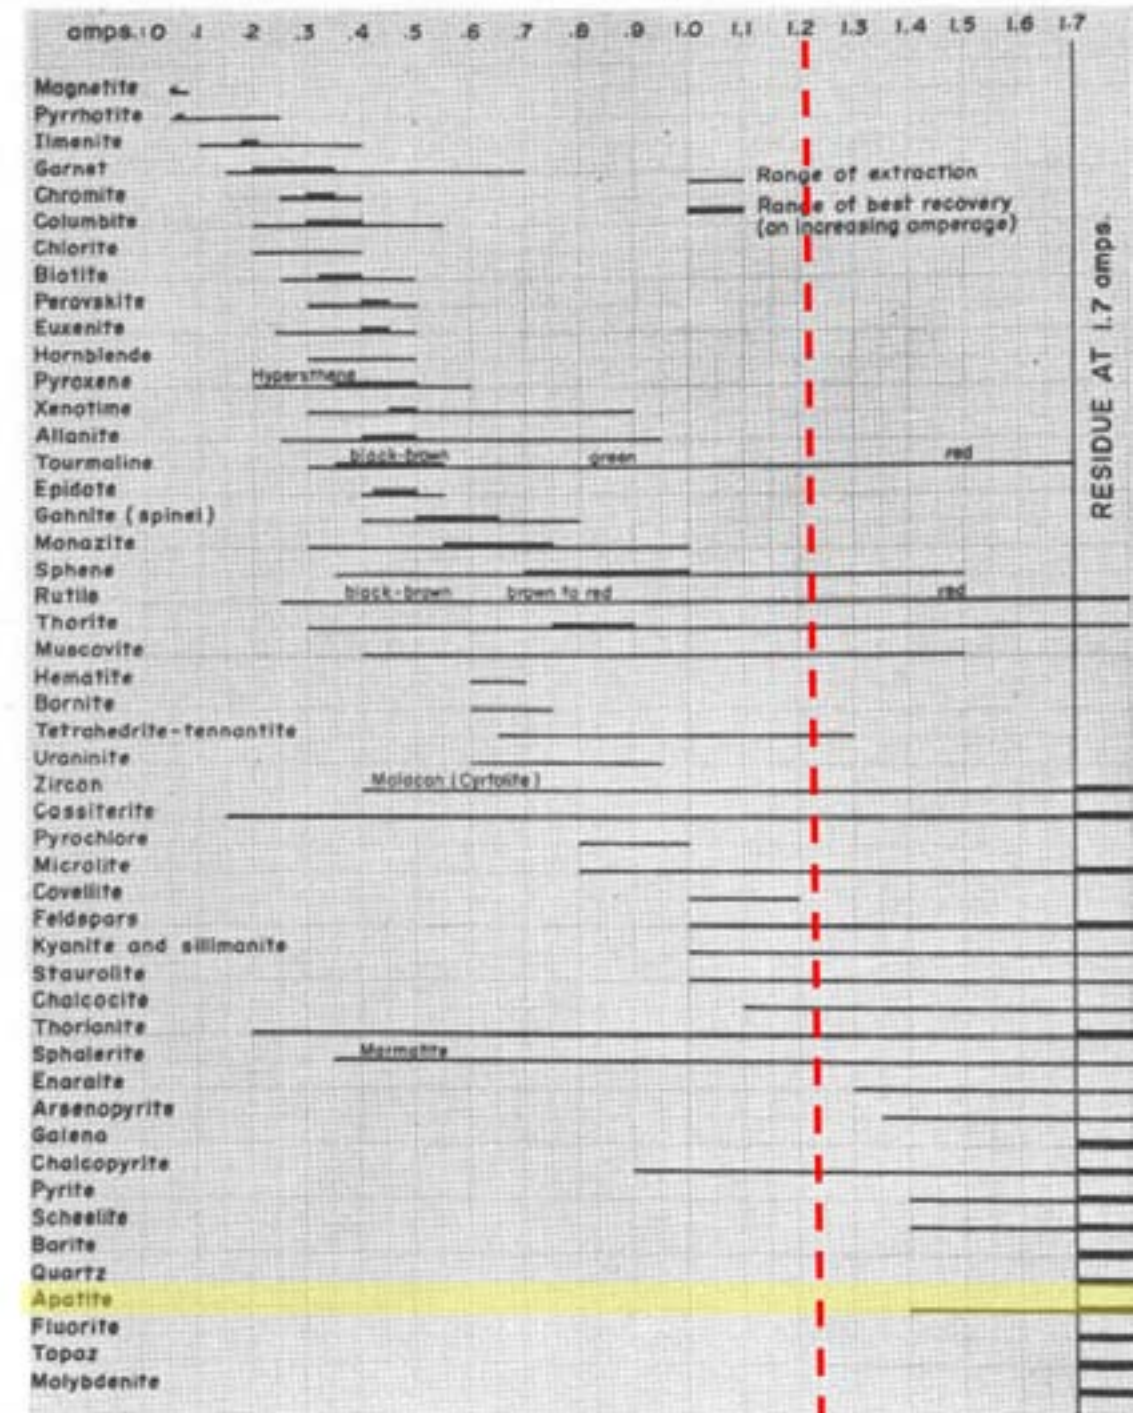 amps.: 0 .1 .2 .3 .4 .5 .6 .7 .8 .9 1.0 1.1 1.2 1.3 1.4 1.5 1.6 1.7
Magnetite
Pyrrhotite
Ilmenite
Garnet
Range of extraction
Chromite
Range of best recovery
Columbite
(on increasing amperage)
Chlorite
Biotite
Perovskite
Euxenite
Hornblende
Pyroxene Hypersthene
Xenotime
Allanite
Tourmaline black-brown green red
Epidote
Gahnite (spinel)
Monazite
Sphene
Rutile black-brown brown to red red
Thorite
Muscovite
Hematite
Bornite
Tetrahedrite-tennantite
Uraninite
Zircon Malacon (Cyrtolite)
Cassiterite
Pyrochlore
Microlite
Covellite
Feldspars
Kyanite and sillimanite
Staurolite
Chalcocite
Thorianite
Sphalerite Marmatite
Enargite
Arsenopyrite
Galena
Chalcopyrite
Pyrite
Scheelite
Barite
Quartz
Apatite
Fluorite
Topaz
Molybdenite
RESIDUE AT 1.7 amps.